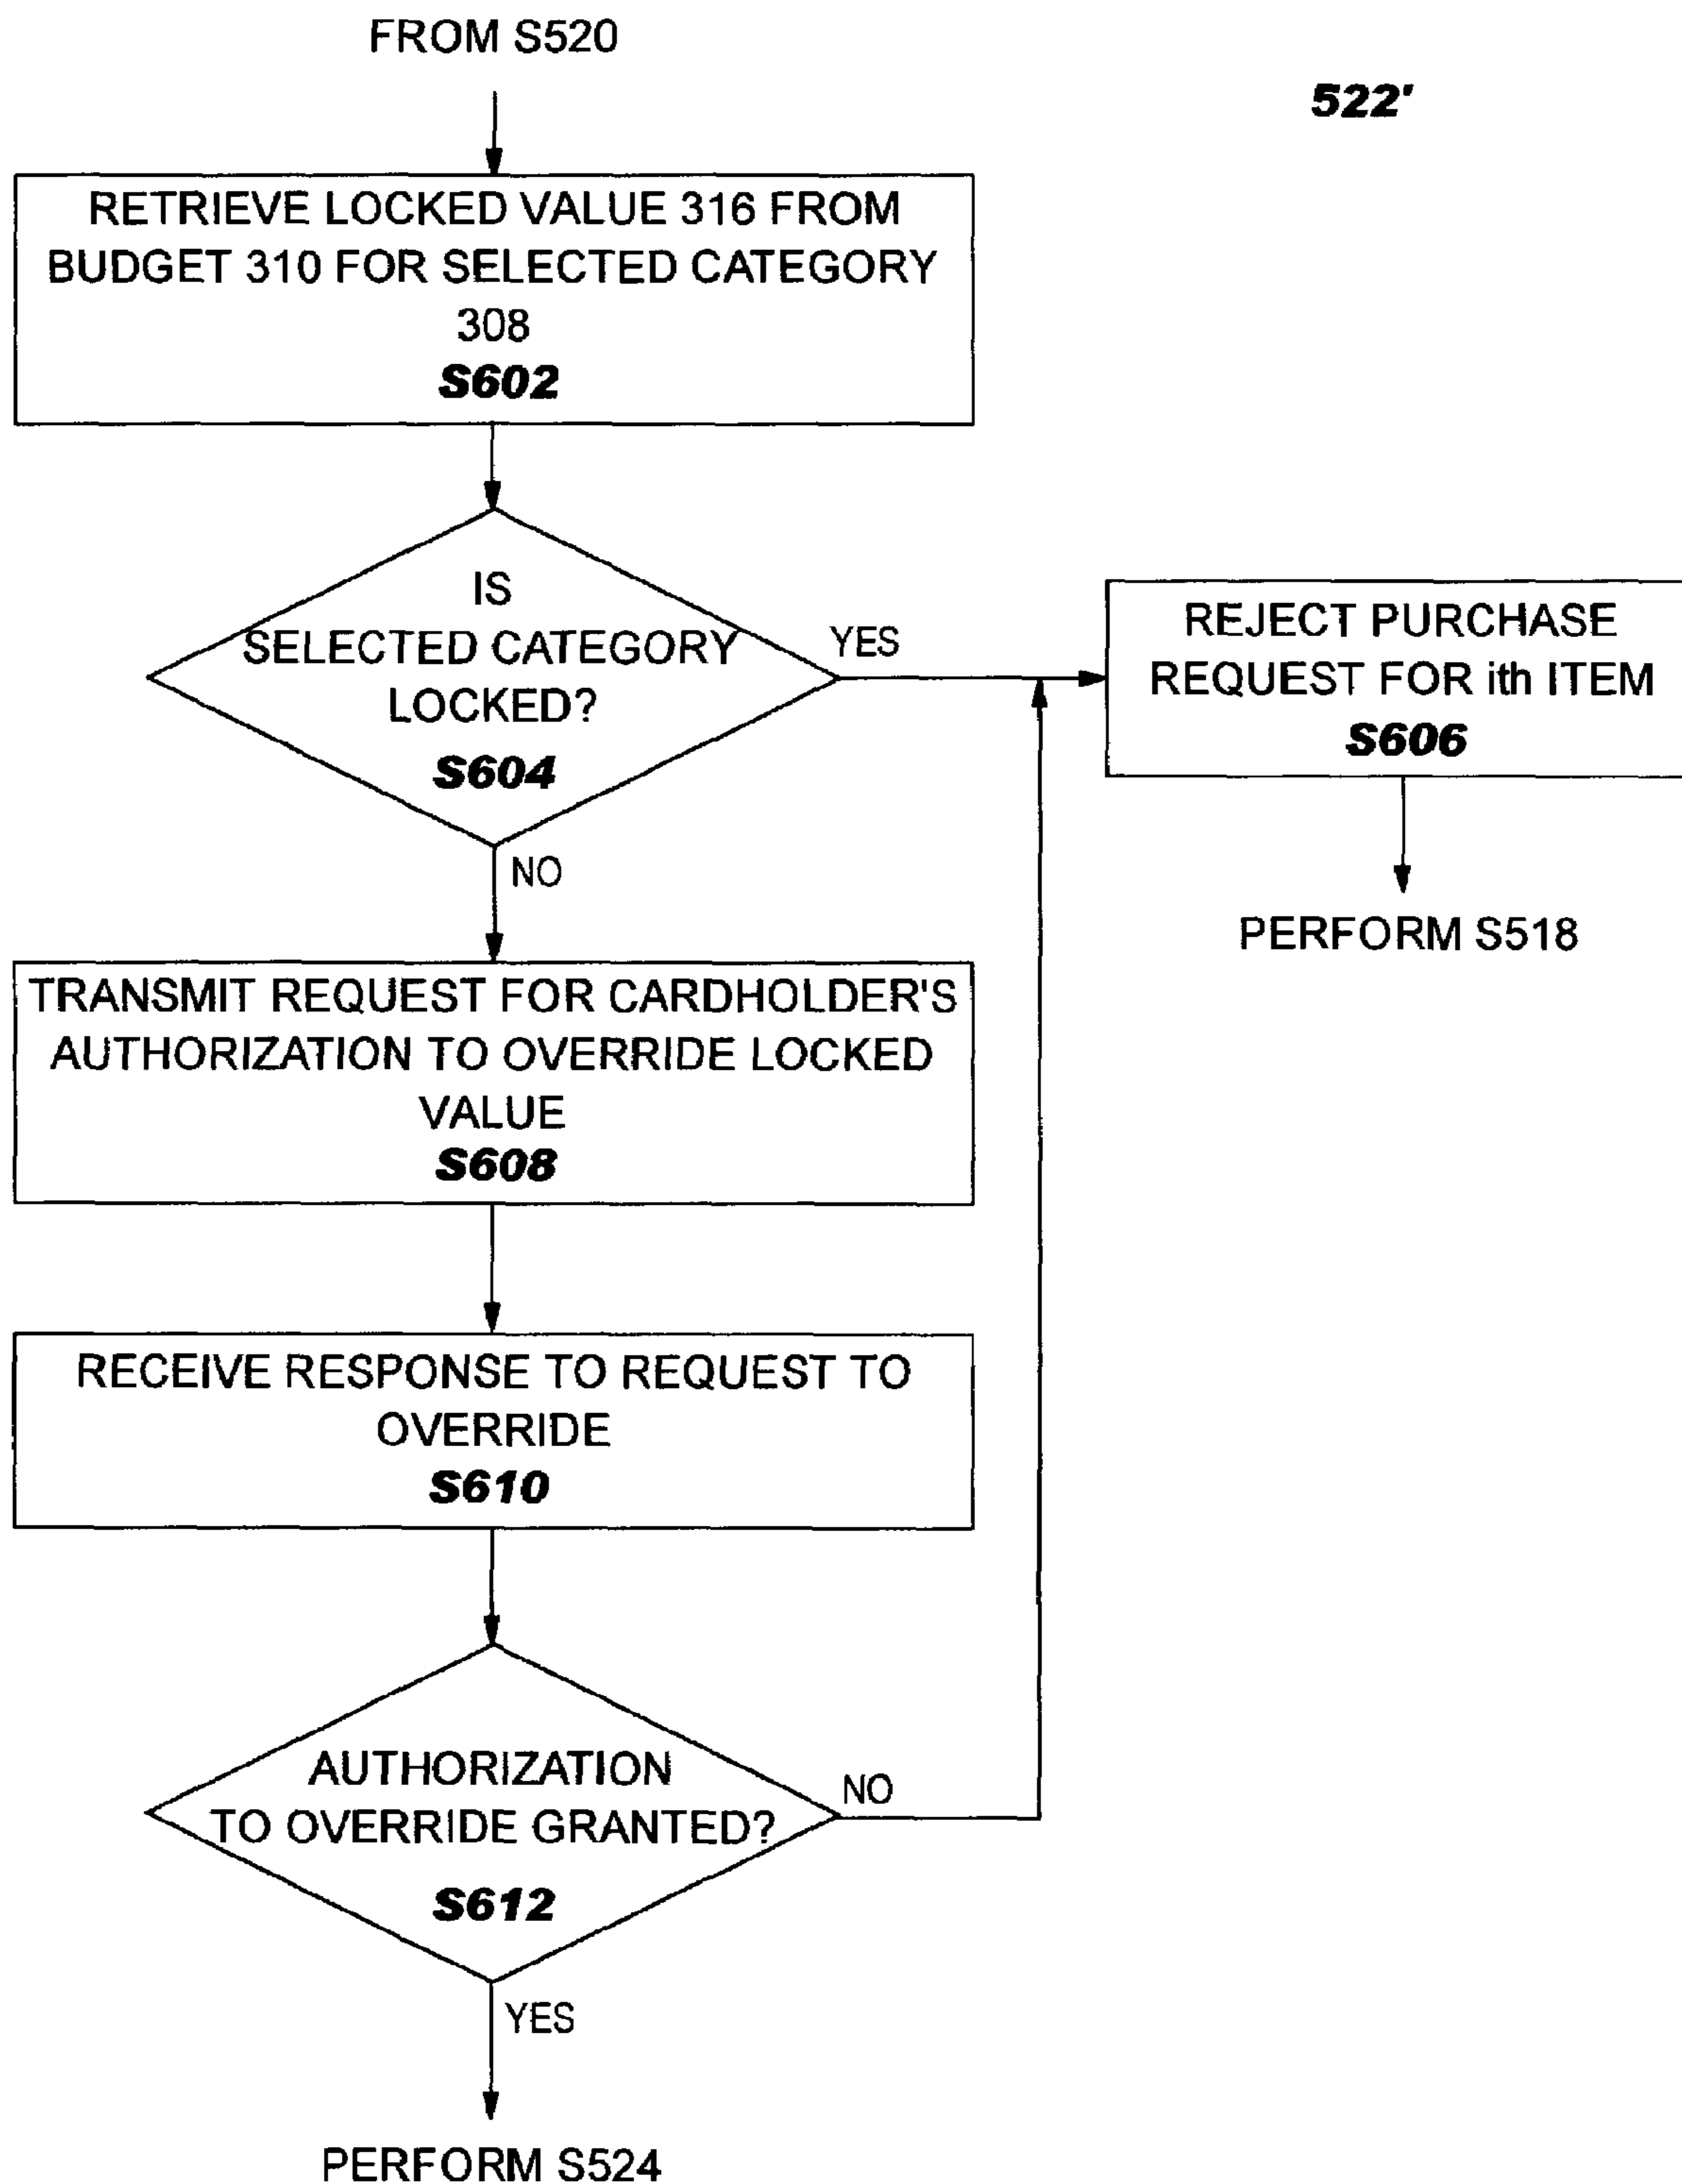 FROM S520
522'
RETRIEVE LOCKED VALUE 316 FROM
BUDGET 310 FOR SELECTED CATEGORY
308
S602
IS
SELECTED CATEGORY
LOCKED?
S604
YES
REJECT PURCHASE
REQUEST FOR ith ITEM
S606
NO
PERFORM S518
TRANSMIT REQUEST FOR CARDHOLDER'S
AUTHORIZATION TO OVERRIDE LOCKED
VALUE
S608
RECEIVE RESPONSE TO REQUEST TO
OVERRIDE
S610
AUTHORIZATION
TO OVERRIDE GRANTED?
S612
NO
YES
PERFORM S524